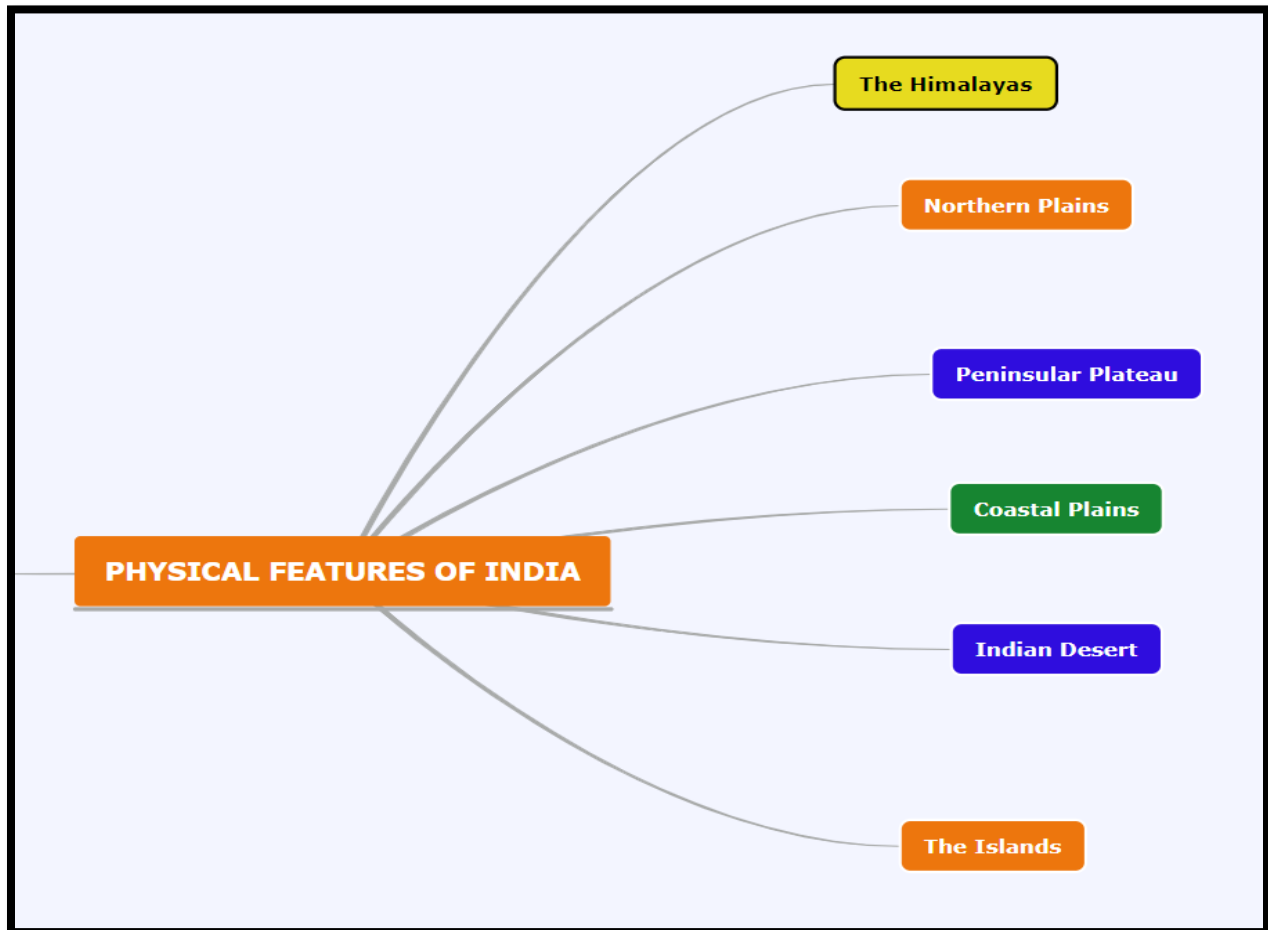 The Himalayas
Northern Plains
Peninsular Plateau
Coastal Plains
PHYSICAL FEATURES OF INDIA
Indian Desert
The Islands